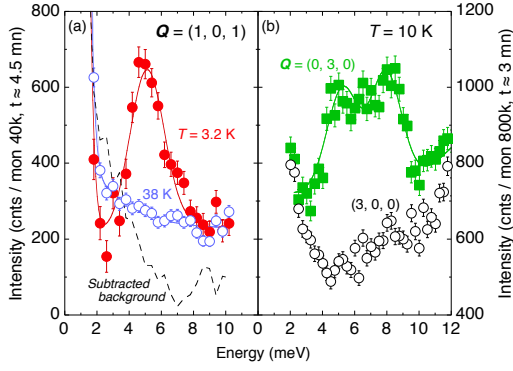 (a)
Q = (1, 0, 1)
T = 3.2 K
38 K
Subtracted
background
Intensity (cnts / mon 40k, t ≈ 4.5 min)
800
600
400
200
0
0 2 4 6 8 10
(b)
T = 10 K
Q = (0, 3, 0)
(3, 0, 0)
Intensity (cnts / mon 800k, t ≈ 3 min)
1200
1000
800
600
400
0 2 4 6 8 10 12
Energy (meV)